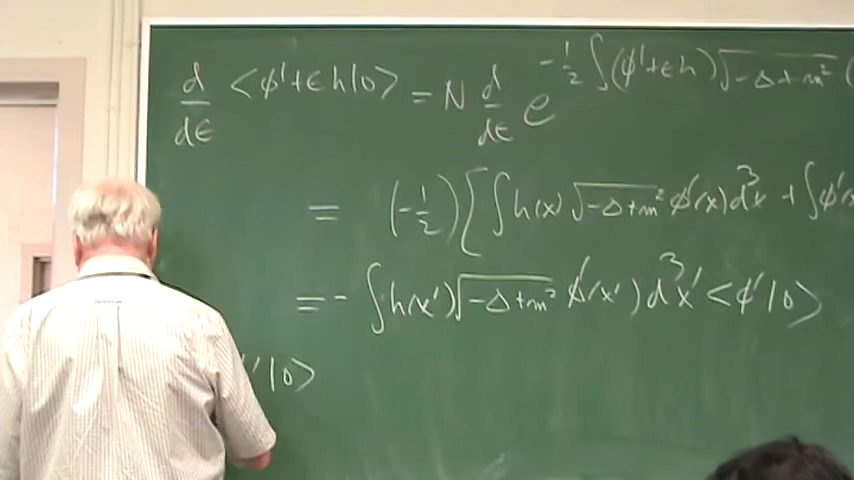 d/dϵ <ϕ'+ϵh|0> = N d/dϵ e^{-1/2 ∫(ϕ'+ϵh)√(-Δ+m²) (
= (-1/2)[∫h(x)√(-Δ+m²) ϕ'(x)d³x + ∫ϕ'(x
= - ∫h(x')√(-Δ+m²) ϕ'(x')d³x' <ϕ'|0>
'|0>